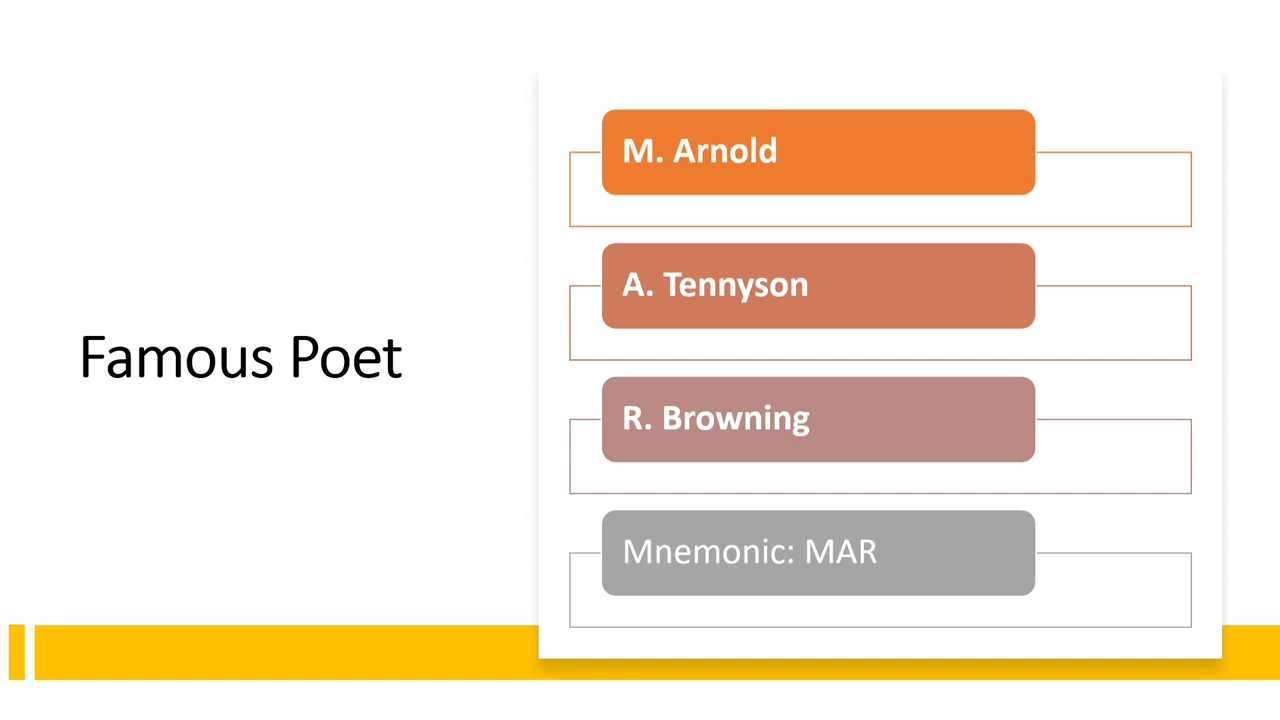 Famous Poet
M. Arnold
A. Tennyson
R. Browning
Mnemonic: MAR